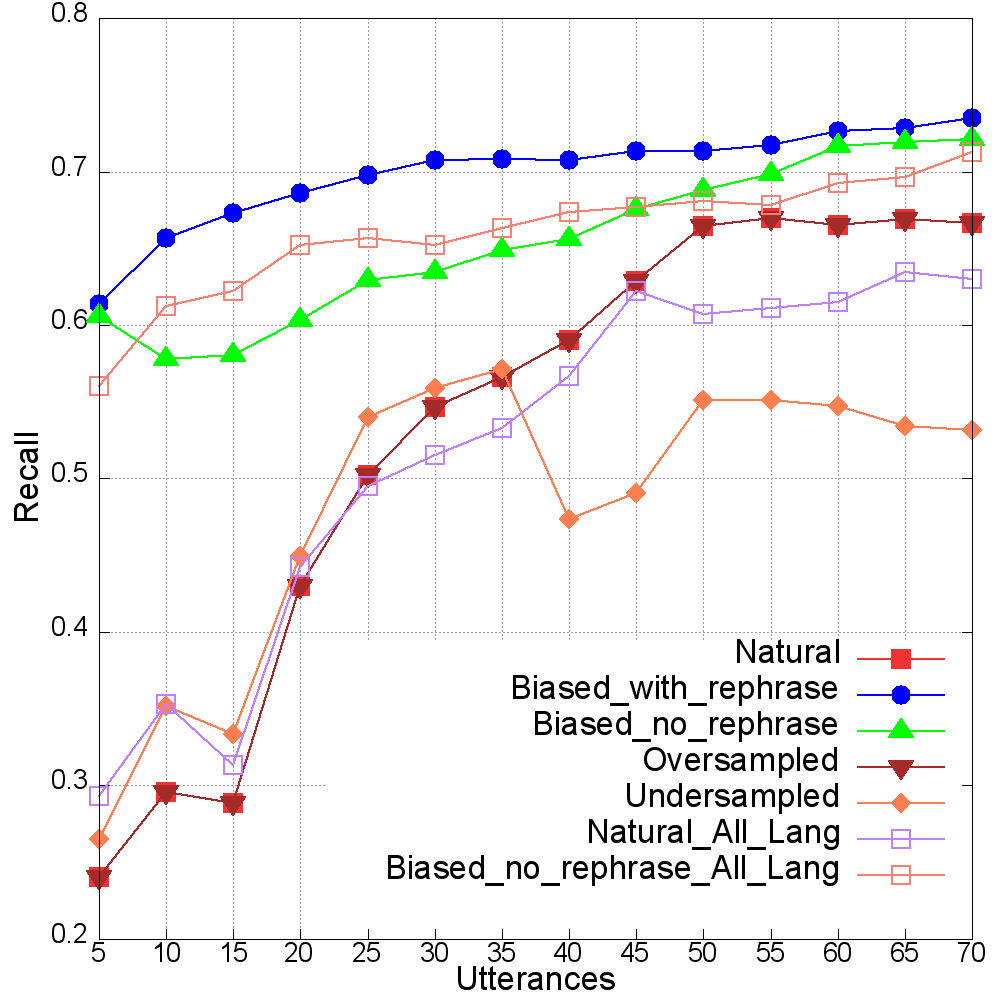 0.8
0.7
0.6
0.5
0.4
0.3
0.2
Recall
Natural
Biased_with_rephrase
Biased_no_rephrase
Oversampled
Undersampled
Natural_All_Lang
Biased_no_rephrase_All_Lang
5 10 15 20 25 30 35 40 45 50 55 60 65 70
Utterances